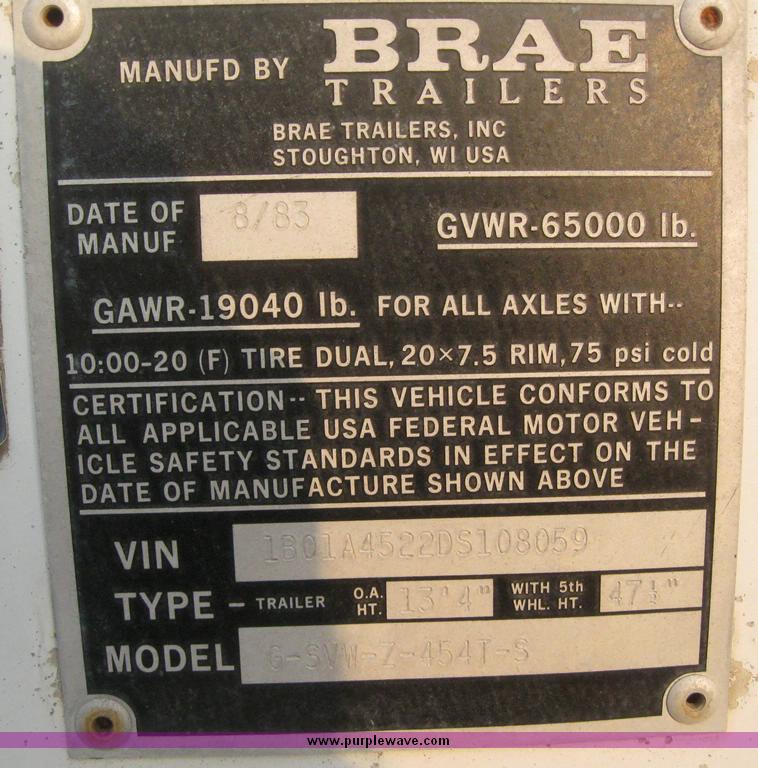 MANUFD BY BRAE
TRAILERS
BRAE TRAILERS, INC
STOUGHTON, WI USA
DATE OF MANUF 8/83
GVWR-65000 lb.
GAWR-19040 lb. FOR ALL AXLES WITH--
10:00-20 (F) TIRE DUAL, 20×7.5 RIM, 75 psi cold
CERTIFICATION-- THIS VEHICLE CONFORMS TO
ALL APPLICABLE USA FEDERAL MOTOR VEH-
ICLE SAFETY STANDARDS IN EFFECT ON THE
DATE OF MANUFACTURE SHOWN ABOVE
VIN 1B01A4522DS108059
TYPE - TRAILER O.A. HT. 13'4" WITH 5th WHL. HT. 47½"
MODEL G-SVW-Z-454T-S
www.purplewave.com